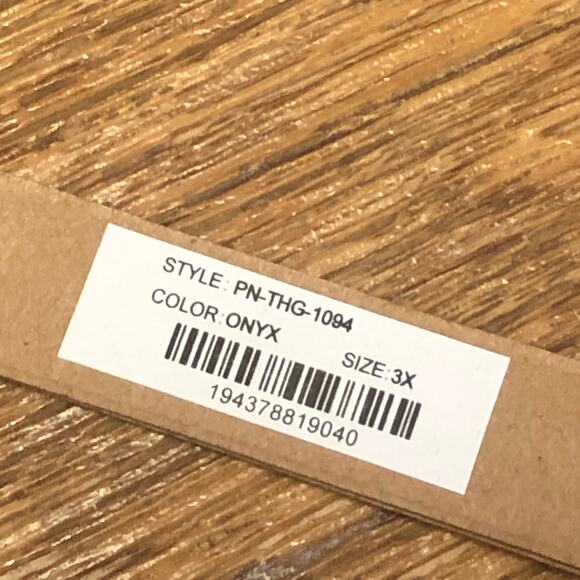 STYLE: PN-THG-1094
COLOR:ONYX SIZE:3X
194378819040